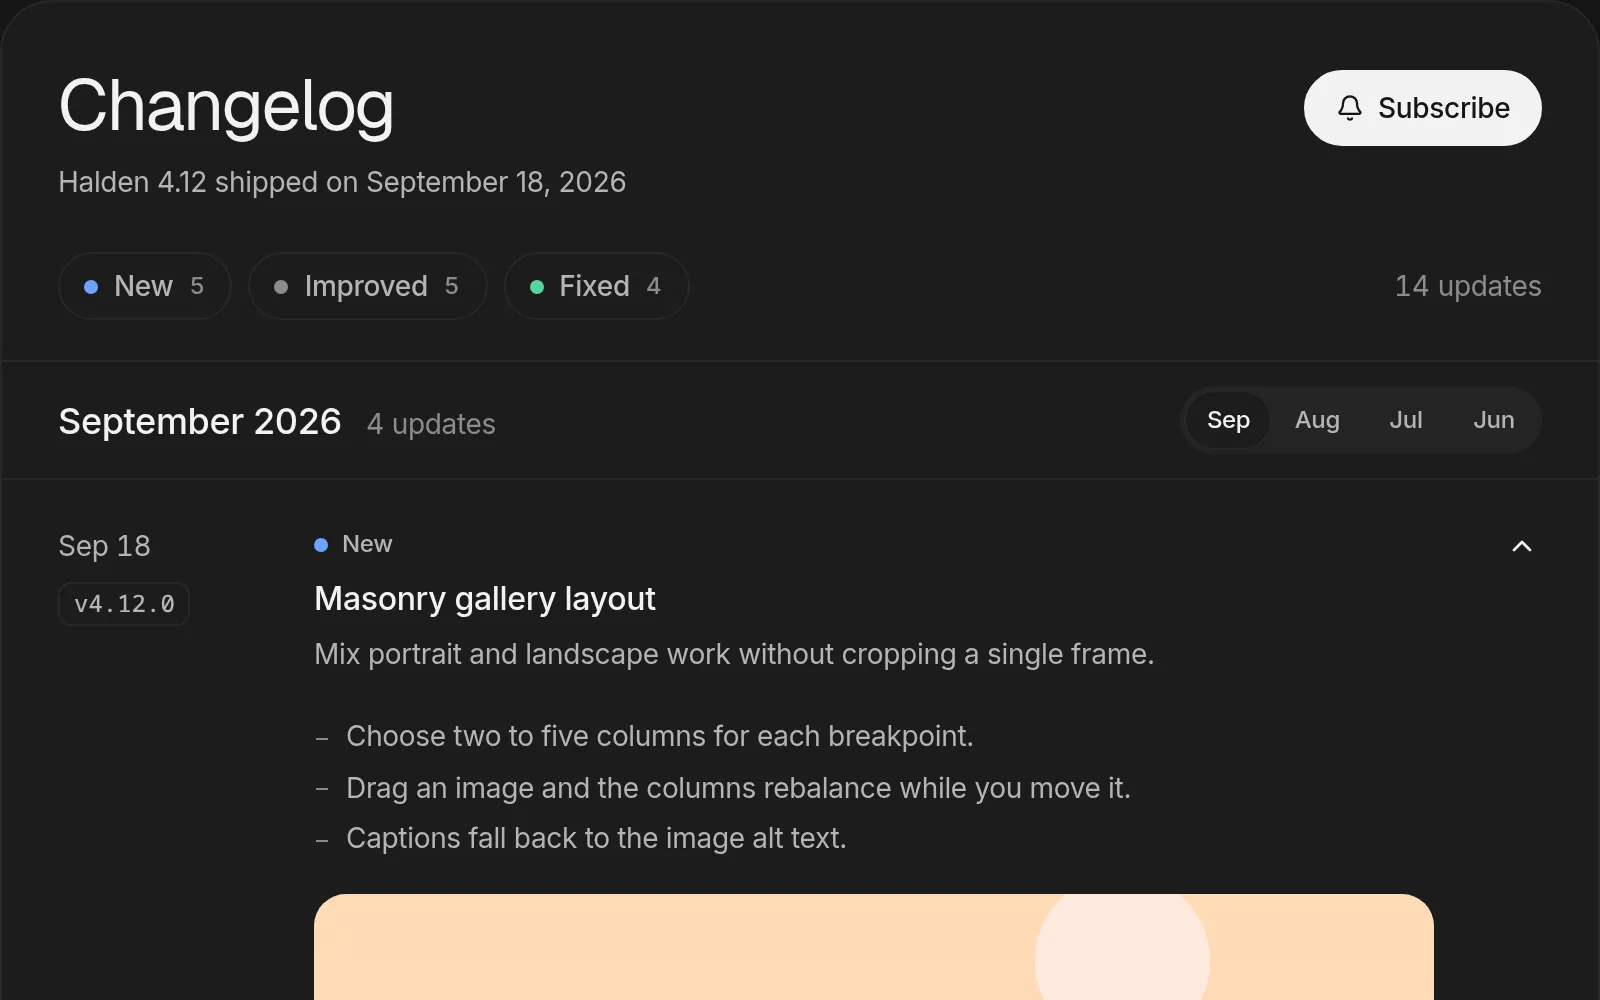 Changelog
Subscribe
Halden 4.12 shipped on September 18, 2026
New 5
Improved 5
Fixed 4
14 updates
September 2026 4 updates
Sep Aug Jul Jun
Sep 18
v4.12.0
New
Masonry gallery layout
Mix portrait and landscape work without cropping a single frame.
– Choose two to five columns for each breakpoint.
– Drag an image and the columns rebalance while you move it.
– Captions fall back to the image alt text.